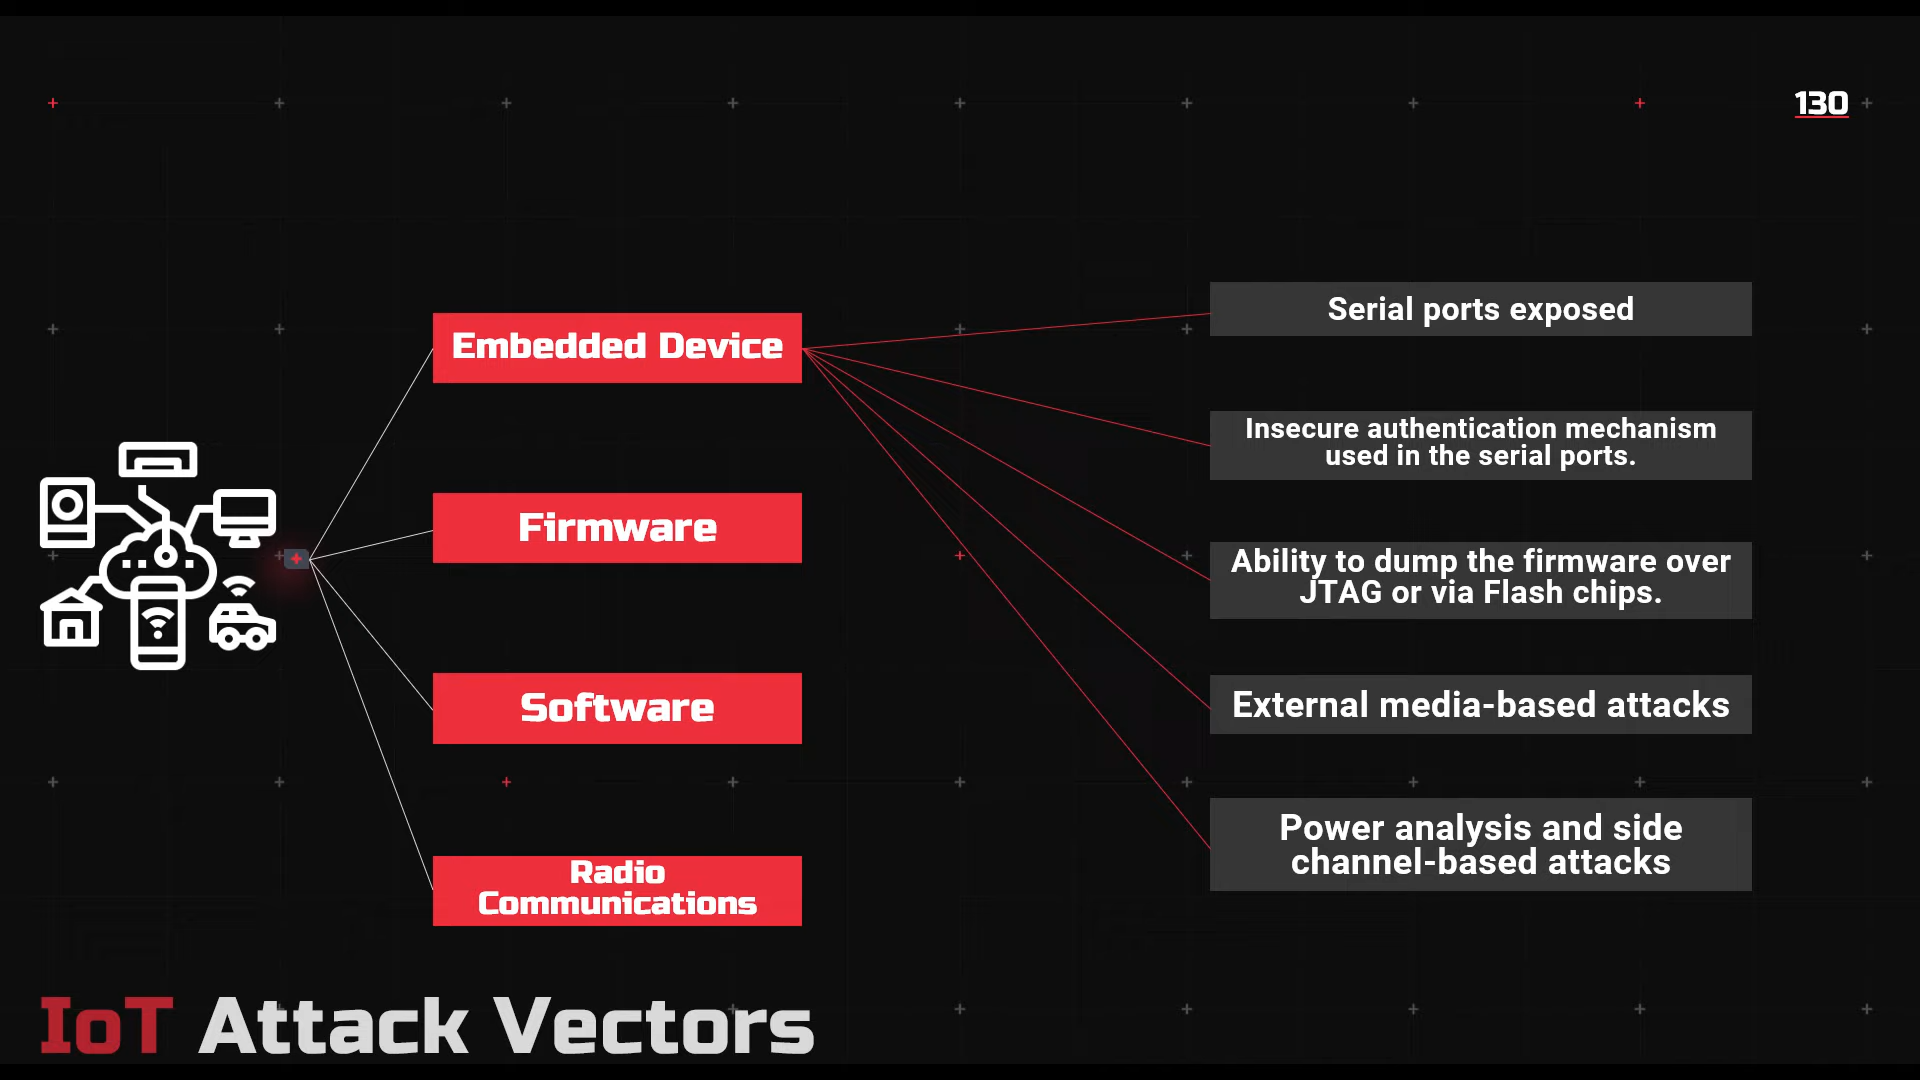 130
Embedded Device
Firmware
Software
Radio
Communications
Serial ports exposed
Insecure authentication mechanism
used in the serial ports.
Ability to dump the firmware over
JTAG or via Flash chips.
External media-based attacks
Power analysis and side
channel-based attacks
IoT Attack Vectors